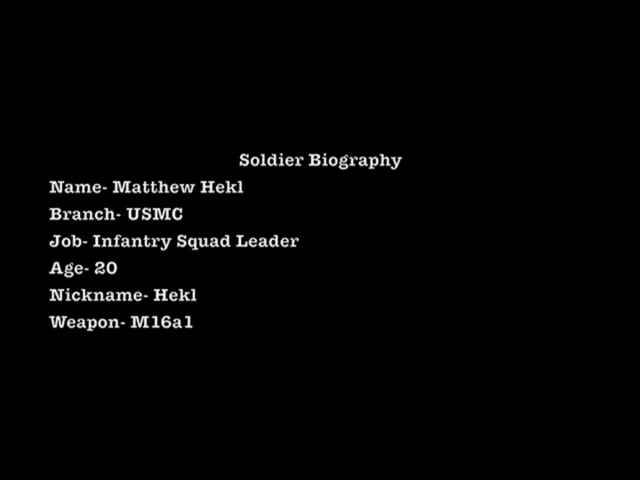 Soldier Biography
Name- Matthew Hekl
Branch- USMC
Job- Infantry Squad Leader
Age- 20
Nickname- Hekl
Weapon- M16a1